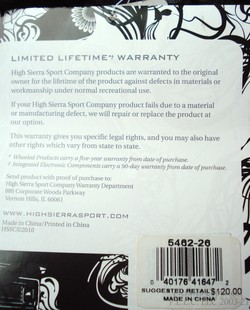 LIMITED LIFETIME* WARRANTY
High Sierra Sport Company products are warranted to the original
owner for the lifetime of the product against defects in materials or
workmanship under normal recreational use.
If your High Sierra Sport Company product fails due to a material
or manufacturing defect, we will repair or replace the product at
our option.
This warranty gives you specific legal rights, and you may also have
other rights which vary from state to state.
* Wheeled Products carry a five-year warranty from date of purchase.
* Integrated Electronic Components carry a 90-day warranty from date of purchase.
Send product with proof of purchase to:
High Sierra Sport Company Warranty Department
880 Corporate Woods Parkway
Vernon Hills, IL 60061
WWW.HIGHSIERRASPORT.COM
Made in China/Printed in China
HSSC©2010
5462-26
0 40176 41647 2
SUGGESTED RETAIL $120.00
MADE IN CHINA